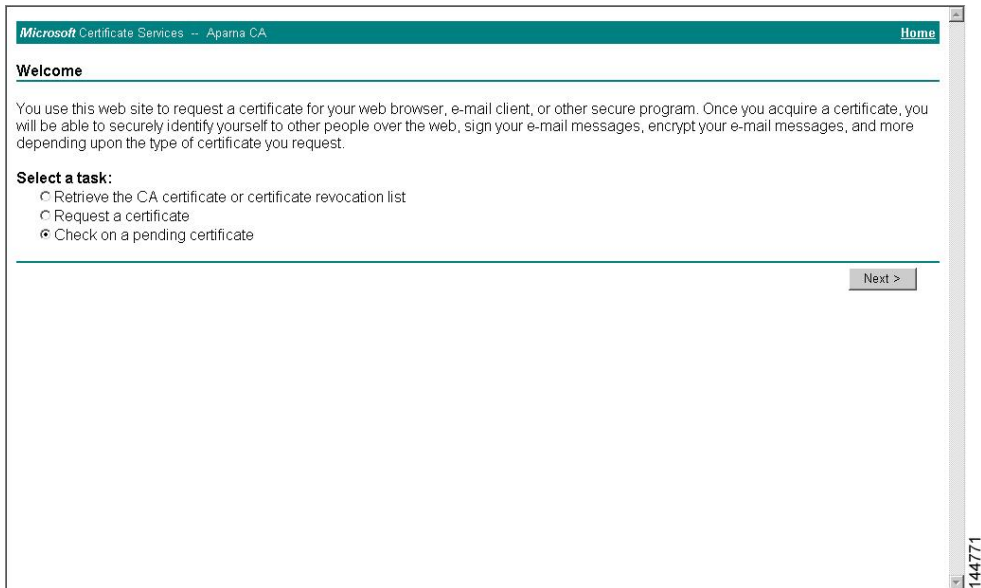 Microsoft Certificate Services -- Aparna CA
Home
Welcome
You use this web site to request a certificate for your web browser, e-mail client, or other secure program. Once you acquire a certificate, you
will be able to securely identify yourself to other people over the web, sign your e-mail messages, encrypt your e-mail messages, and more
depending upon the type of certificate you request.
Select a task:
Retrieve the CA certificate or certificate revocation list
Request a certificate
Check on a pending certificate
Next >
144771